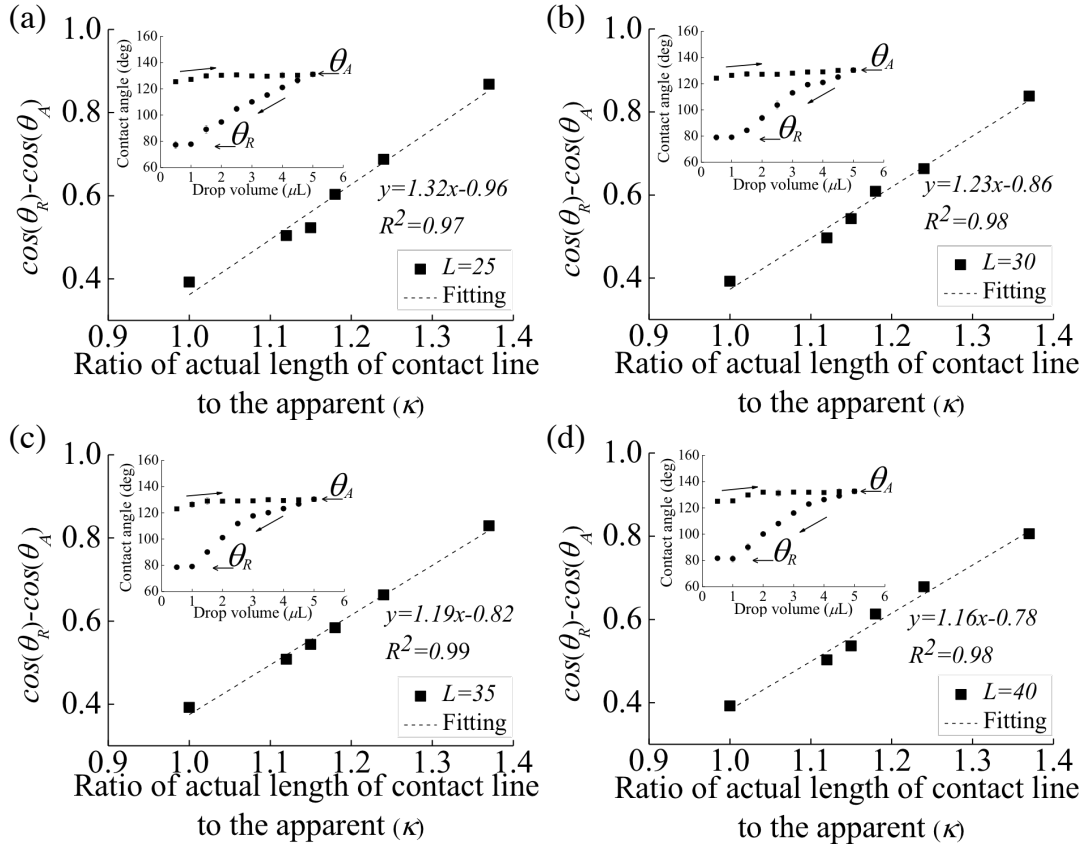 (a)
1.0
0.8
0.6
0.4
cos(θR)-cos(θA)
160
140
120
100
80
60
Contact angle (deg)
θA
θR
0 1 2 3 4 5 6
Drop volume (μL)
y=1.32x-0.96
R²=0.97
L=25
Fitting
0.9 1.0 1.1 1.2 1.3 1.4
Ratio of actual length of contact line
to the apparent (κ)
(b)
1.0
0.8
0.6
0.4
cos(θR)-cos(θA)
160
140
120
100
80
60
Contact angle (deg)
θA
θR
0 1 2 3 4 5 6
Drop volume (μL)
y=1.23x-0.86
R²=0.98
L=30
Fitting
0.9 1.0 1.1 1.2 1.3 1.4
Ratio of actual length of contact line
to the apparent (κ)
(c)
1.0
0.8
0.6
0.4
cos(θR)-cos(θA)
160
140
120
100
80
60
Contact angle (deg)
θA
θR
0 1 2 3 4 5 6
Drop volume (μL)
y=1.19x-0.82
R²=0.99
L=35
Fitting
0.9 1.0 1.1 1.2 1.3 1.4
Ratio of actual length of contact line
to the apparent (κ)
(d)
1.0
0.8
0.6
0.4
cos(θR)-cos(θA)
160
140
120
100
80
60
Contact angle (deg)
θA
θR
0 1 2 3 4 5 6
Drop volume (μL)
y=1.16x-0.78
R²=0.98
L=40
Fitting
0.9 1.0 1.1 1.2 1.3 1.4
Ratio of actual length of contact line
to the apparent (κ)